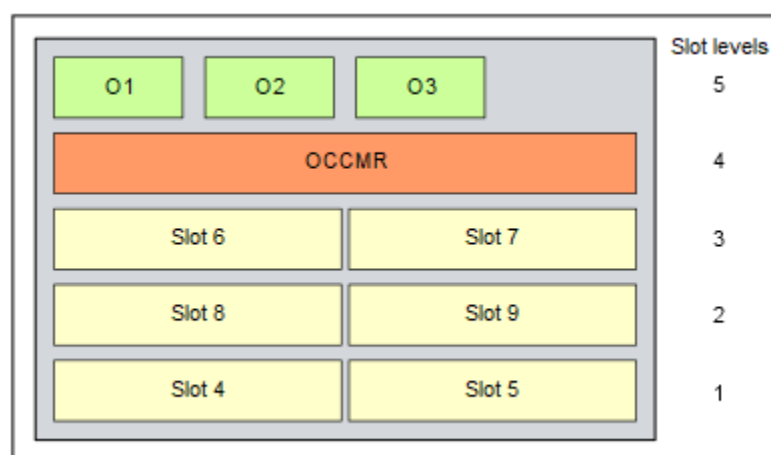 Slot levels
O1 O2 O3 5
OCCMR 4
Slot 6 Slot 7 3
Slot 8 Slot 9 2
Slot 4 Slot 5 1